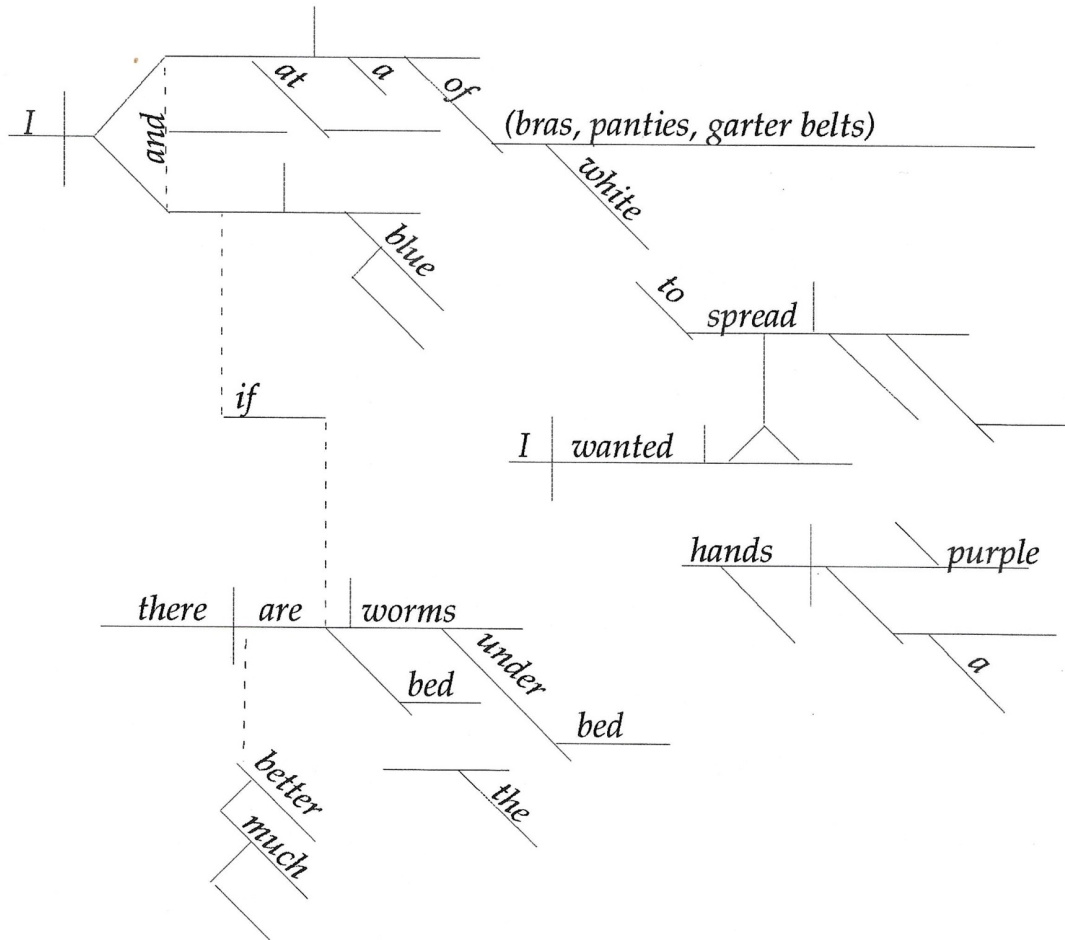 at a of
I and (bras, panties, garter belts)
white
blue
to spread
if
I wanted
hands purple
there are worms
a
under
bed
bed
better the
much